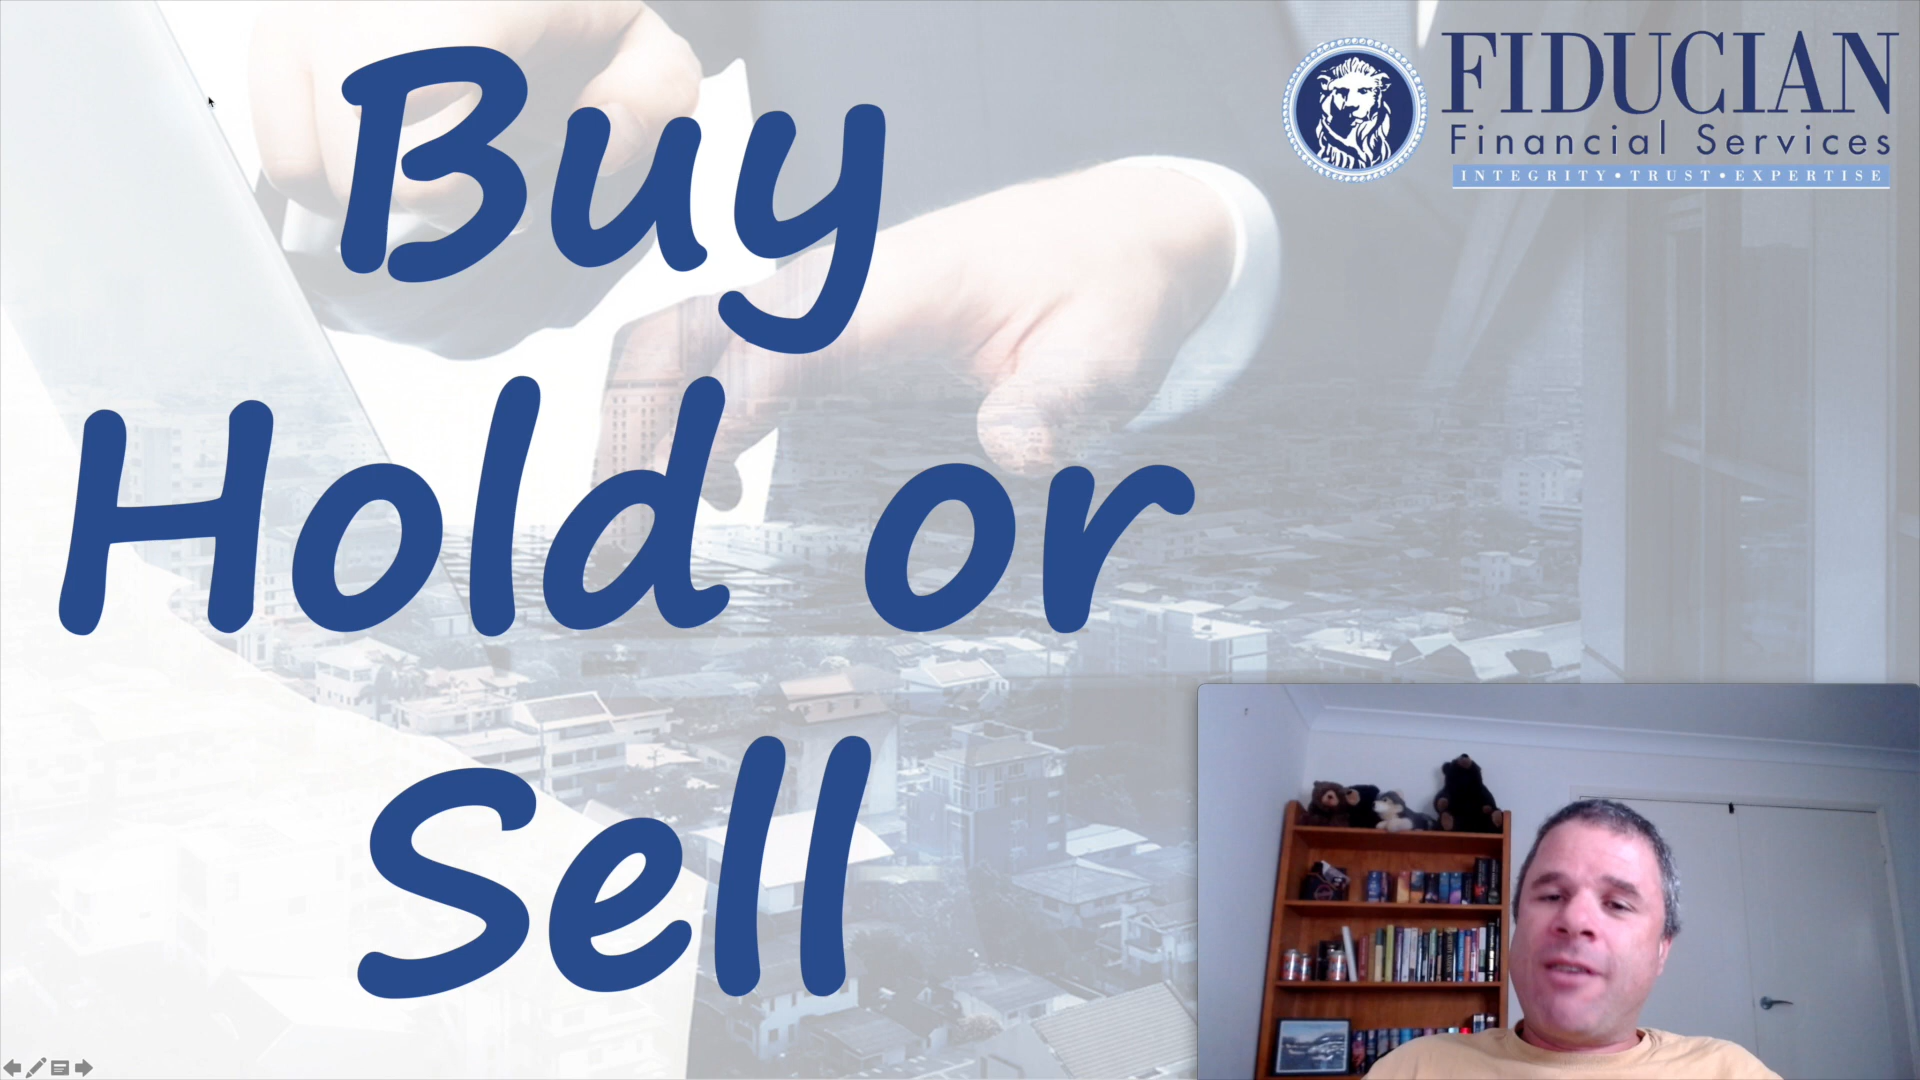 Buy
Hold or
Sell
FIDUCIAN
Financial Services
INTEGRITY • TRUST • EXPERTISE